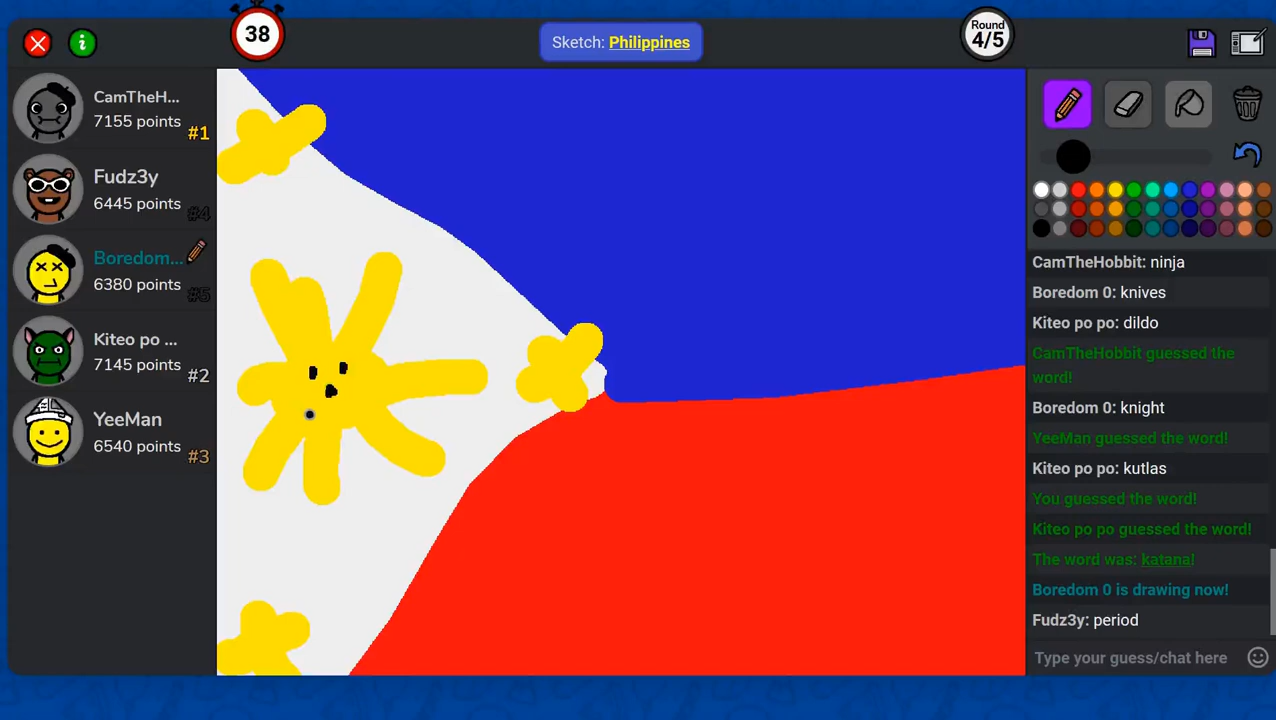 38
Sketch: Philippines
Round
4/5
CamTheH...
7155 points
#1
Fudz3y
6445 points
#4
Boredom...
6380 points
#5
Kiteo po ...
7145 points
#2
YeeMan
6540 points
#3
CamTheHobbit: ninja
Boredom 0: knives
Kiteo po po: dildo
CamTheHobbit guessed the
word!
Boredom 0: knight
YeeMan guessed the word!
Kiteo po po: kutlas
You guessed the word!
Kiteo po po guessed the word!
The word was: katana!
Boredom 0 is drawing now!
Fudz3y: period
Type your guess/chat here